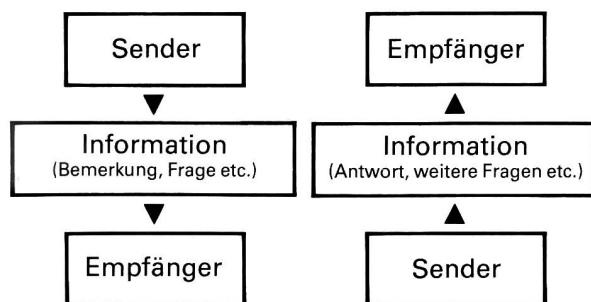 Sender
Information
(Bemerkung, Frage etc.)
Empfänger
Empfänger
Information
(Antwort, weitere Fragen etc.)
Sender